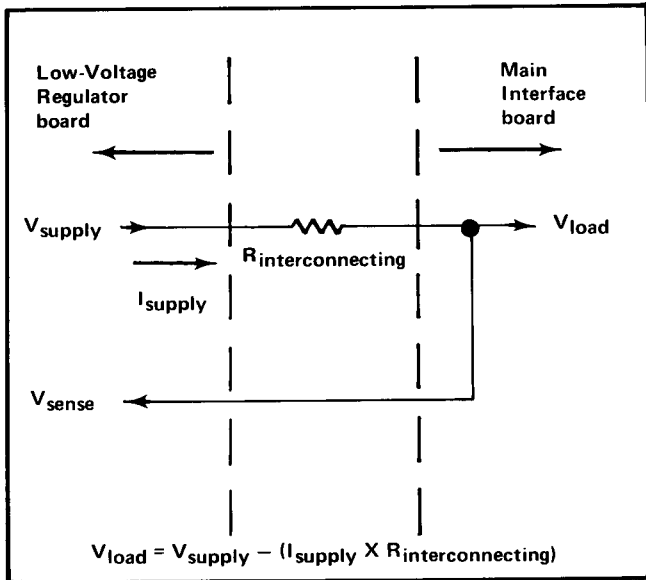 Low-Voltage
Regulator
board
Main
Interface
board
Vsupply
Rinterconnecting
Vload
Isupply
Vsense
Vload = Vsupply – (Isupply X Rinterconnecting)